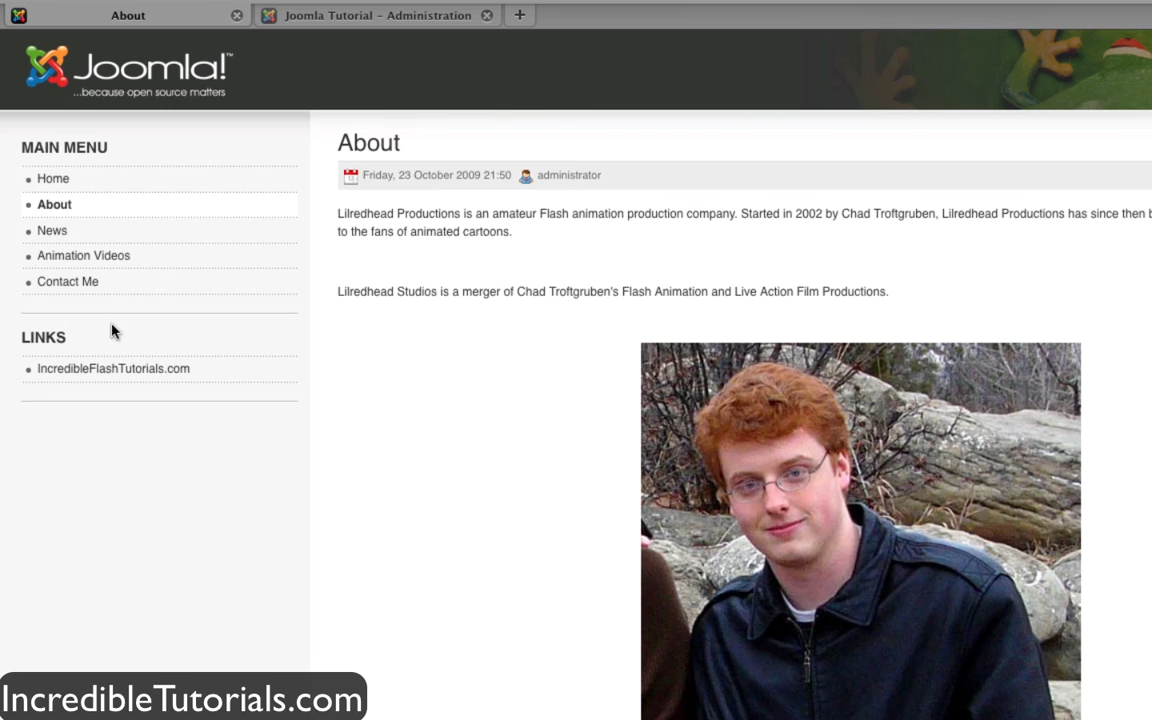 About
Joomla Tutorial - Administration
+
Joomla!™
...because open source matters
MAIN MENU
Home
About
News
Animation Videos
Contact Me
LINKS
IncredibleFlashTutorials.com
About
Friday, 23 October 2009 21:50 administrator
Lilredhead Productions is an amateur Flash animation production company. Started in 2002 by Chad Troftgruben, Lilredhead Productions has since then
to the fans of animated cartoons.
Lilredhead Studios is a merger of Chad Troftgruben's Flash Animation and Live Action Film Productions.
IncredibleTutorials.com